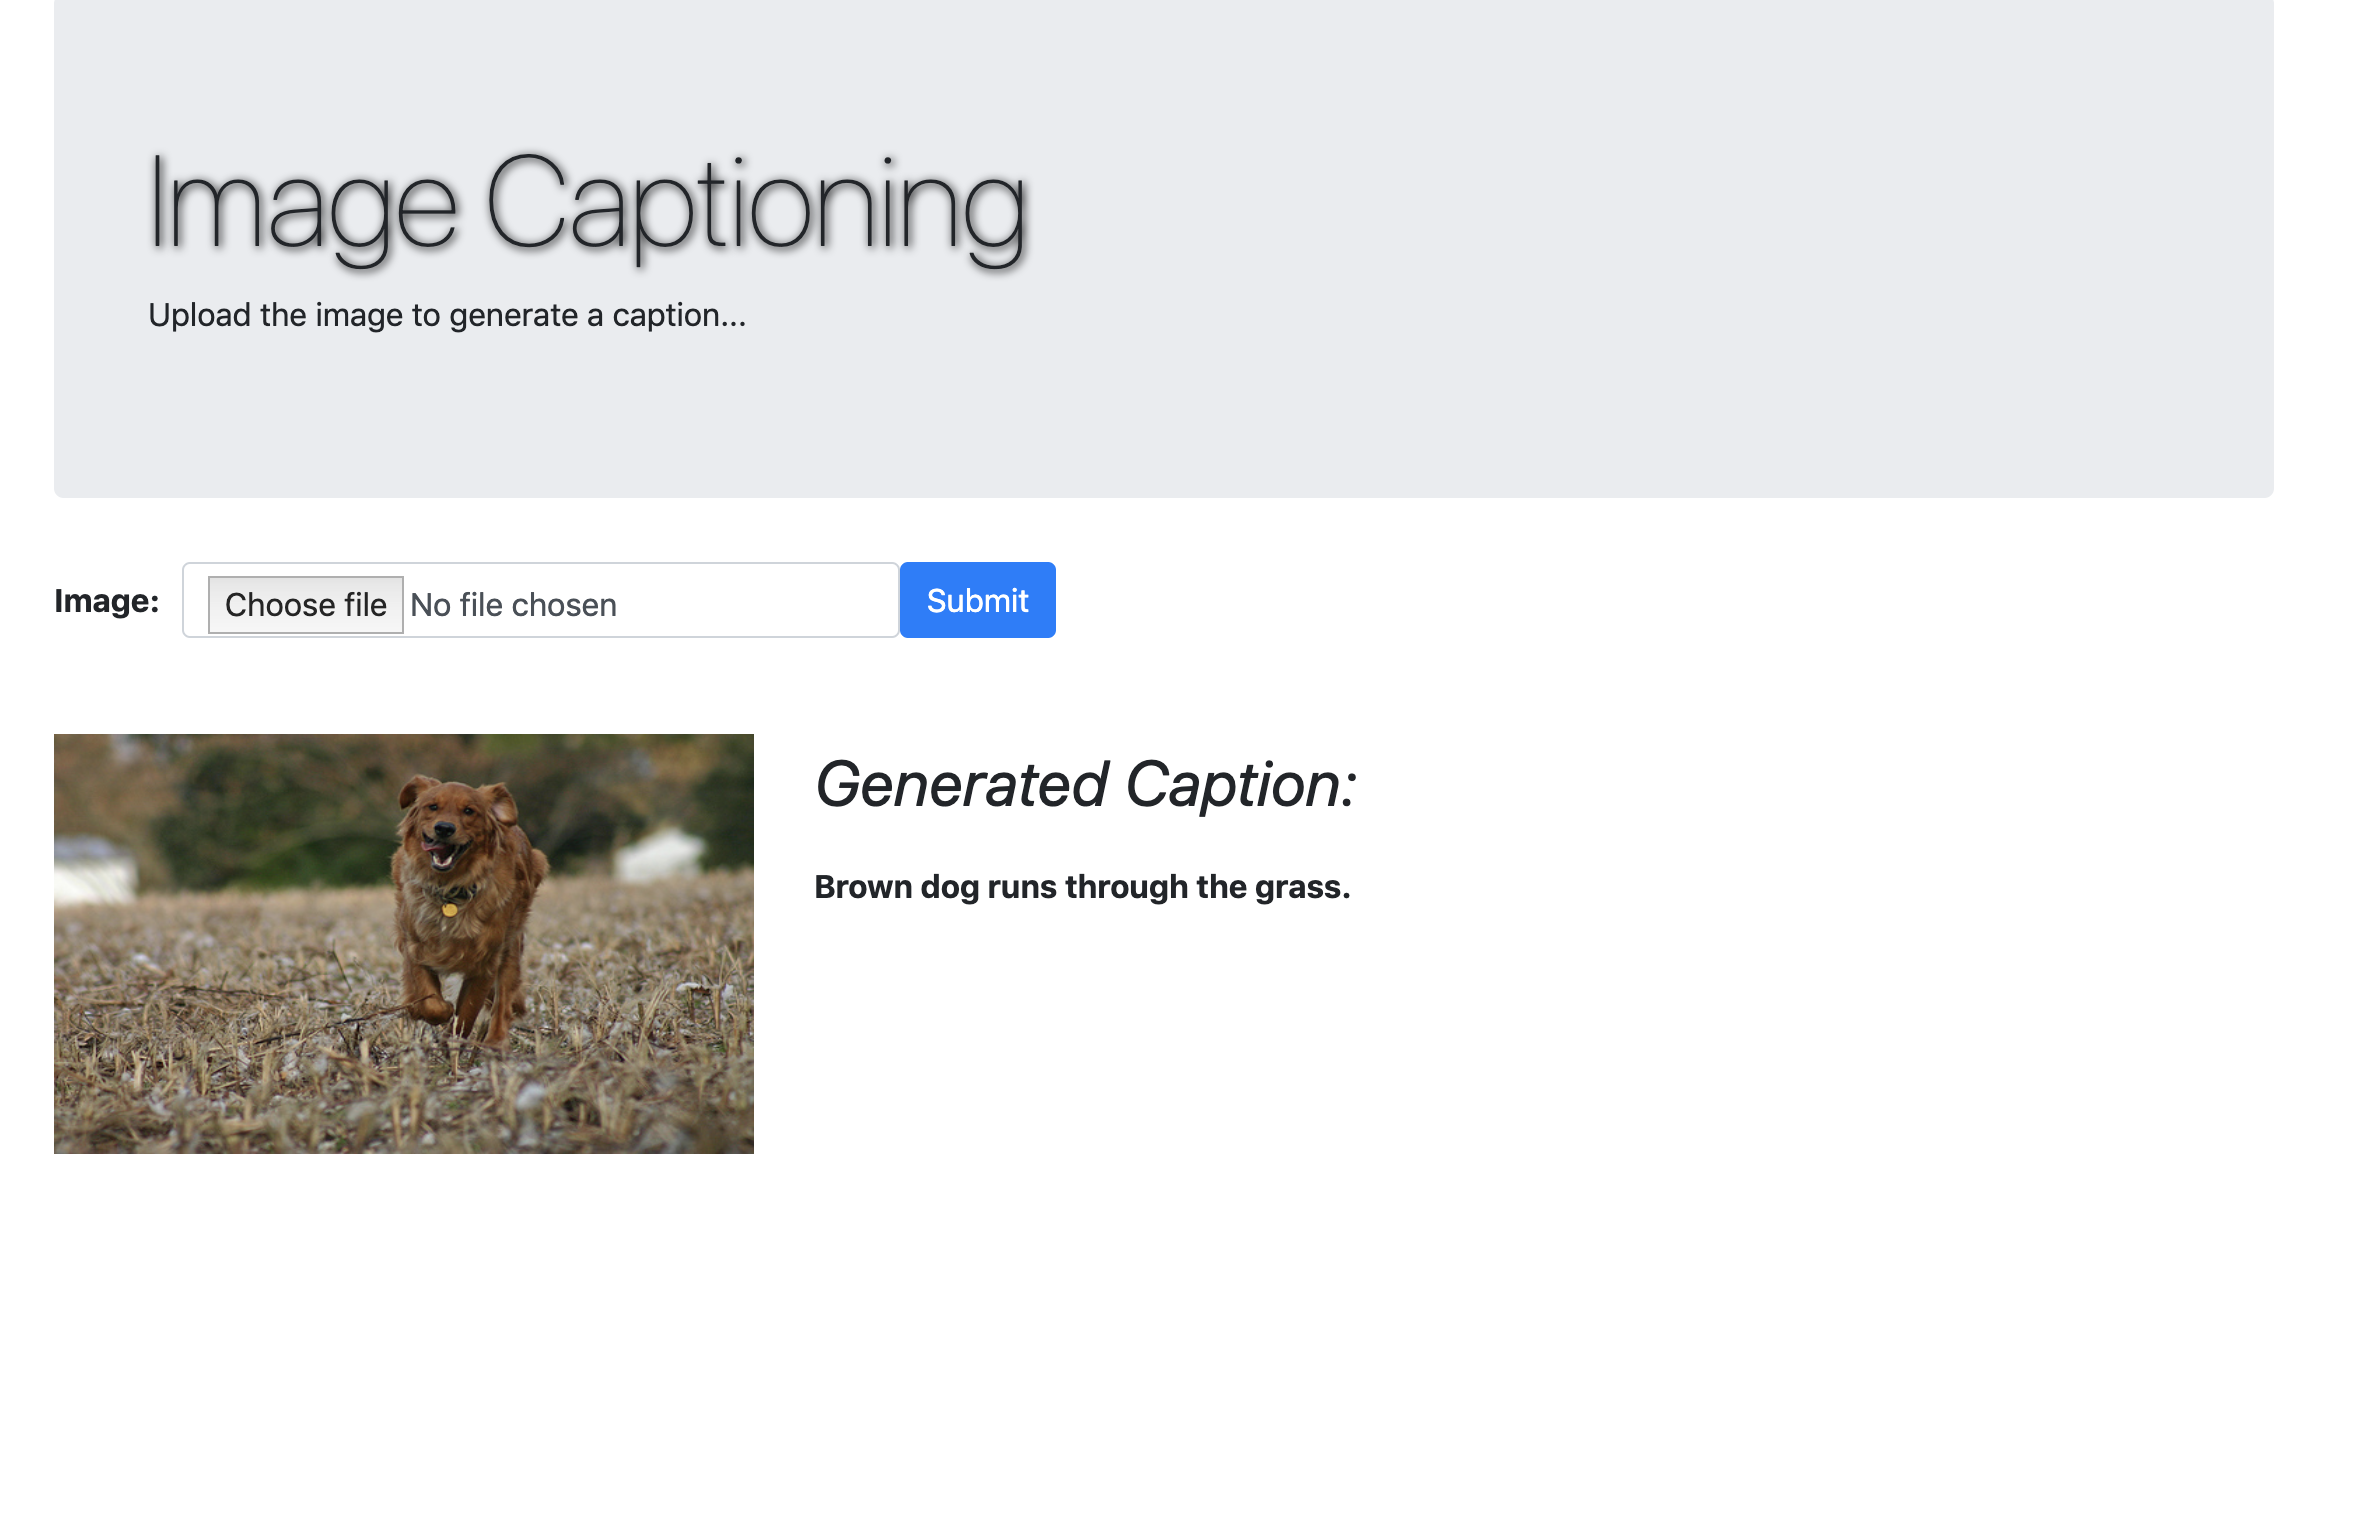 Image Captioning
Upload the image to generate a caption...
Image: Choose file No file chosen Submit
Generated Caption:
Brown dog runs through the grass.